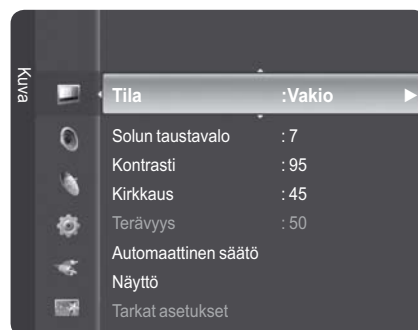 Kuva
Tila :Vakio
Solun taustavalo : 7
Kontrasti : 95
Kirkkaus : 45
Terävyys : 50
Automaattinen säätö
Näyttö
Tarkat asetukset